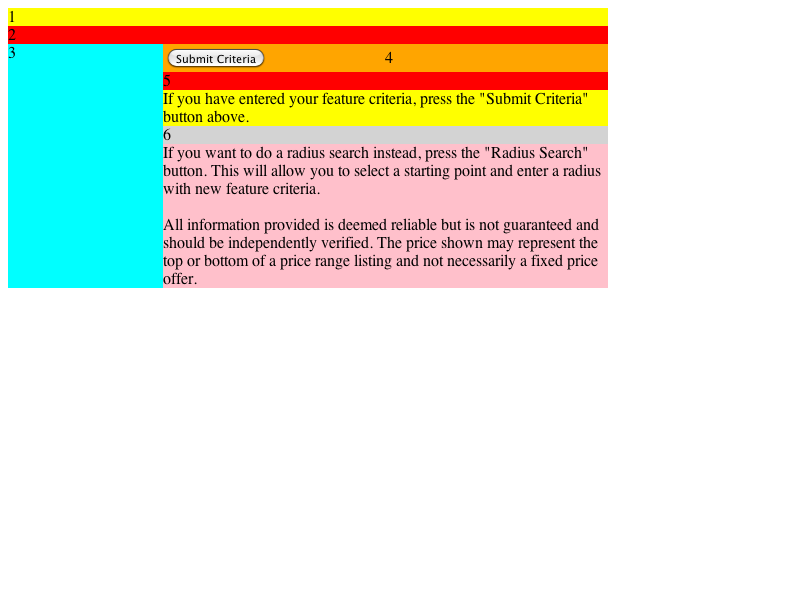 1
2
3
Submit Criteria 4
5
If you have entered your feature criteria, press the "Submit Criteria"
button above.
6
If you want to do a radius search instead, press the "Radius Search"
button. This will allow you to select a starting point and enter a radius
with new feature criteria.
All information provided is deemed reliable but is not guaranteed and
should be independently verified. The price shown may represent the
top or bottom of a price range listing and not necessarily a fixed price
offer.